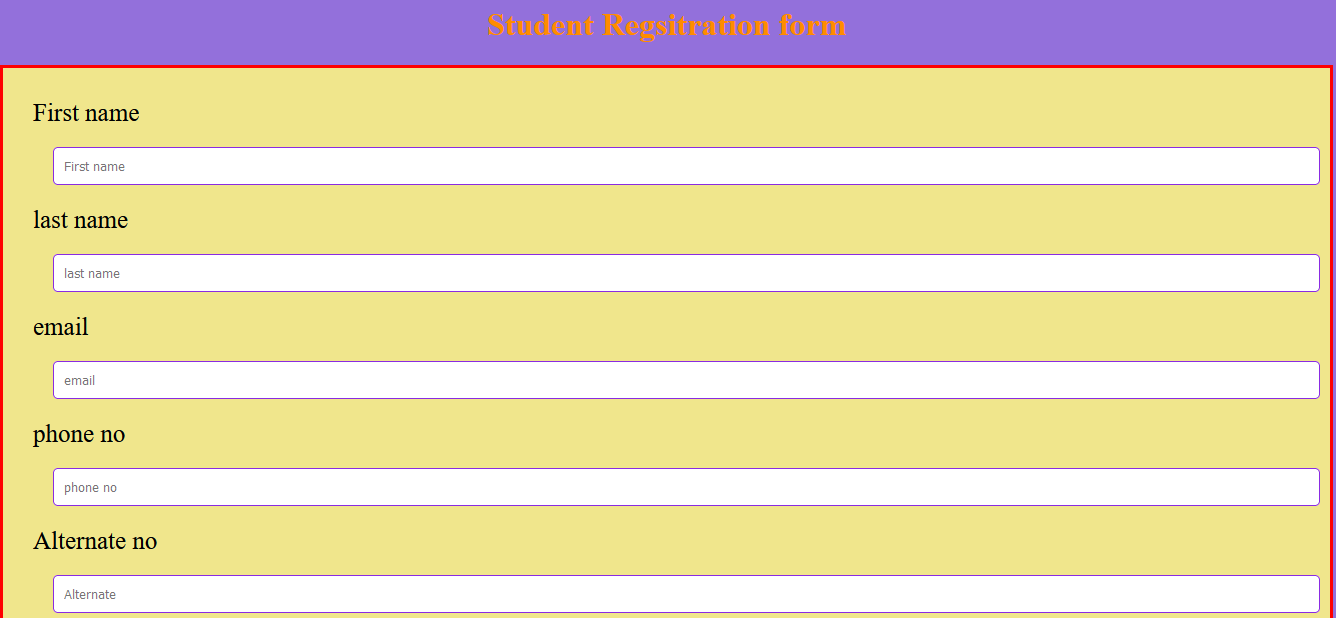 Student Regsitration form
First name
First name
last name
last name
email
email
phone no
phone no
Alternate no
Alternate